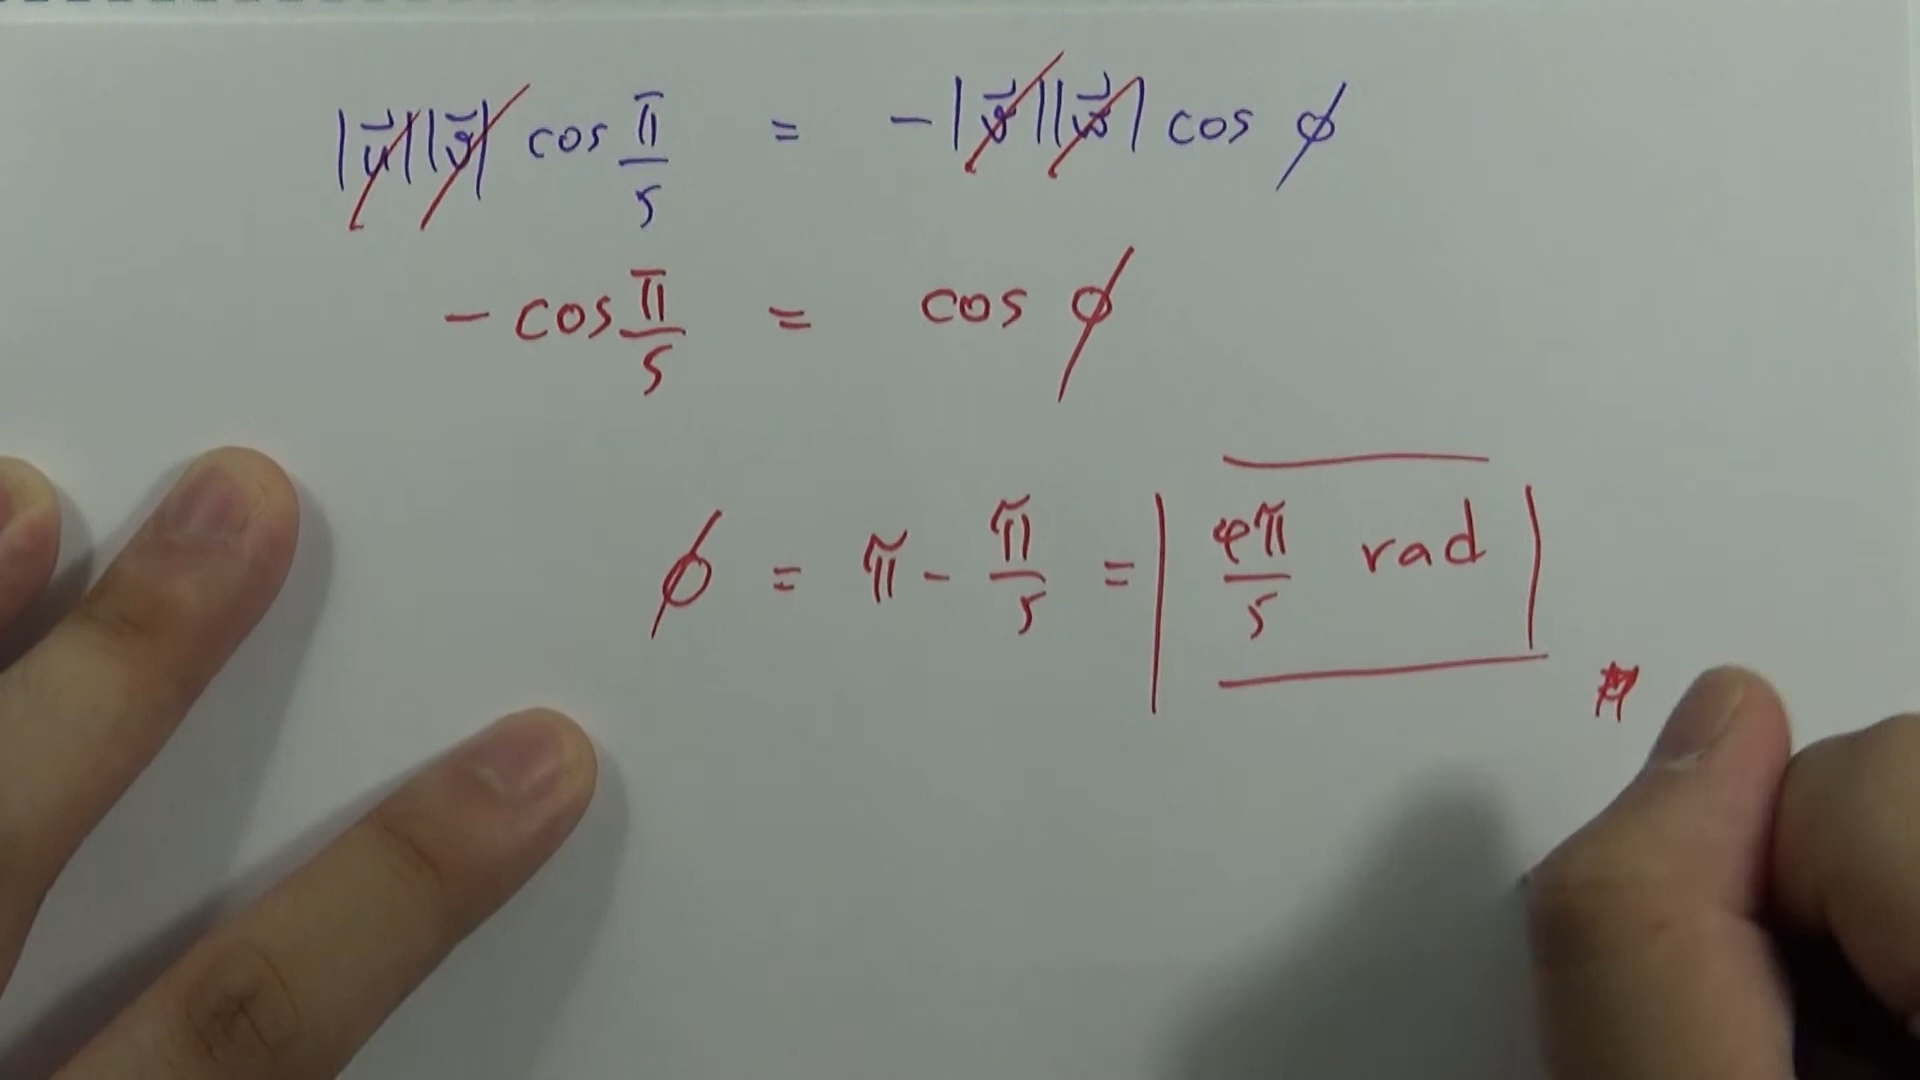 |u⃗||v⃗| cos π/5 = -|v⃗||w⃗| cos ϕ
- cos π/5 = cos ϕ
ϕ = π - π/5 = 4π/5 rad